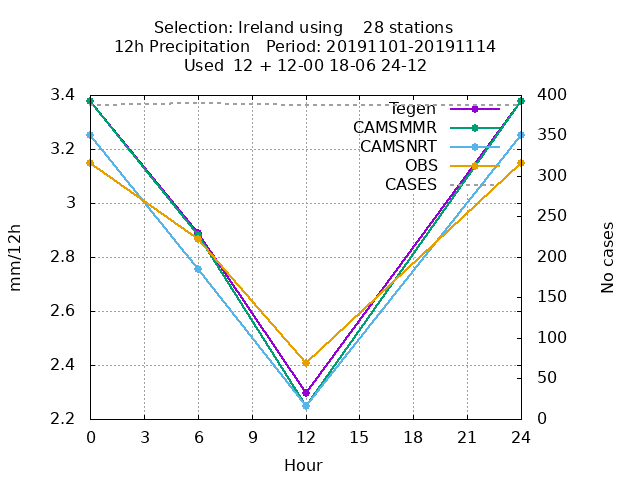 Selection: Ireland using    28 stations
12h Precipitation   Period: 20191101-20191114
Used  12 + 12-00 18-06 24-12
3.4
3.2
3
2.8
2.6
2.4
2.2
mm/12h
400
350
300
250
200
150
100
50
0
No cases
Tegen
CAMSMMR
CAMSNRT
OBS
CASES
0 3 6 9 12 15 18 21 24
Hour